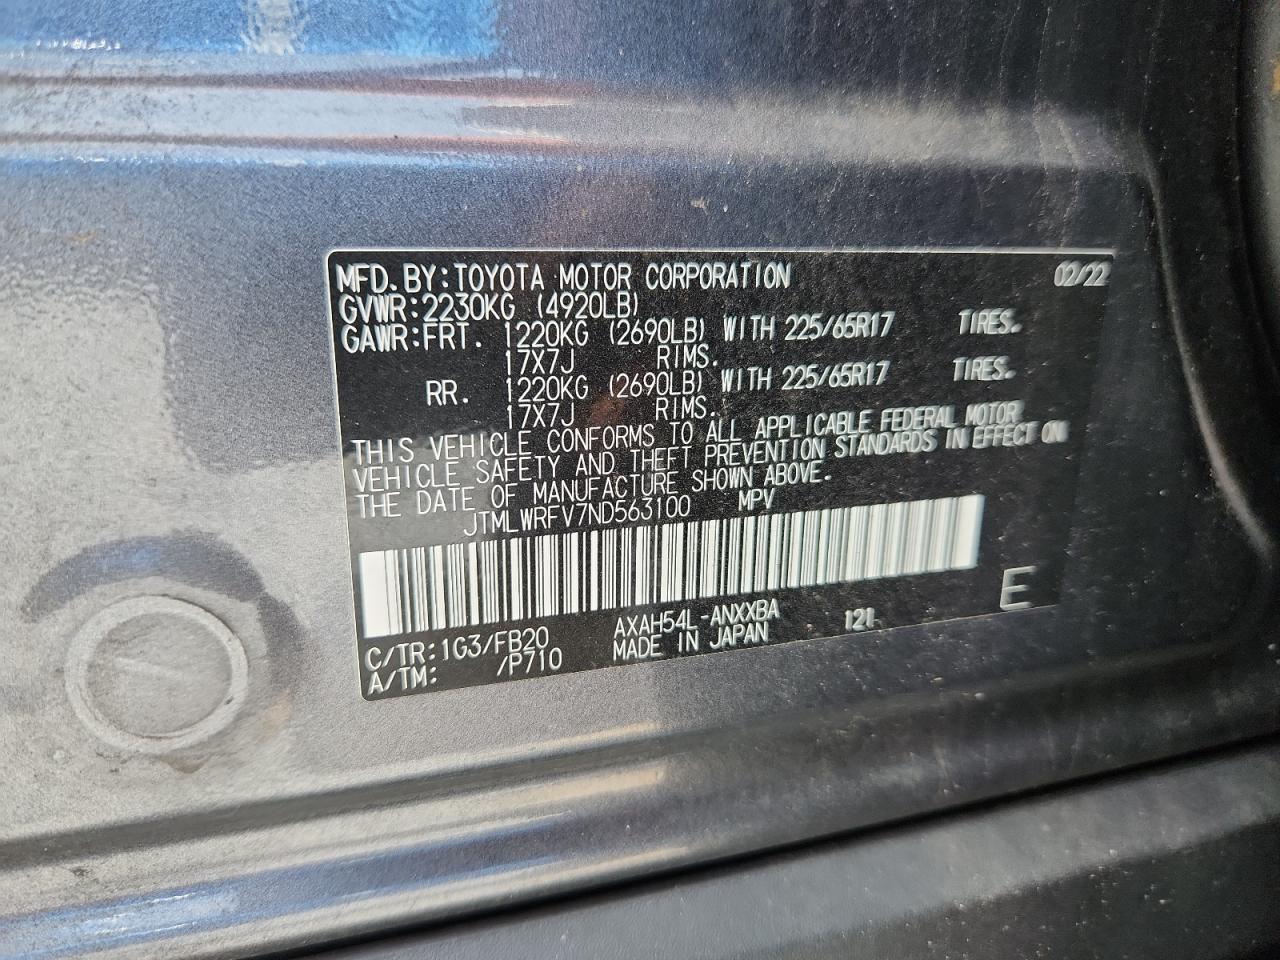 MFD.BY:TOYOTA MOTOR CORPORATION 02/22
GVWR:2230KG (4920LB)
GAWR:FRT. 1220KG (2690LB) WITH 225/65R17 TIRES.
17X7J RIMS.
RR. 1220KG (2690LB) WITH 225/65R17 TIRES.
17X7J RIMS.
THIS VEHICLE CONFORMS TO ALL APPLICABLE FEDERAL MOTOR
VEHICLE SAFETY AND THEFT PREVENTION STANDARDS IN EFFECT ON
THE DATE OF MANUFACTURE SHOWN ABOVE.
JTMLWRFV7ND563100 MPV
C/TR:1G3/FB20 AXAH54L-ANXXBA 121 E
A/TM: /P710 MADE IN JAPAN